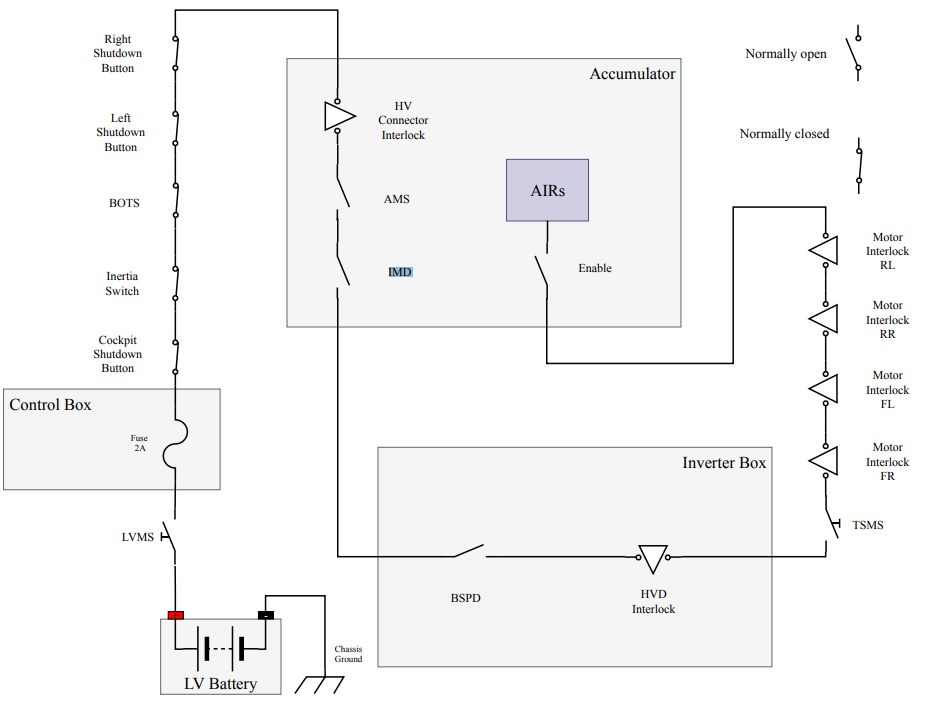 Right
Shutdown
Button
Left
Shutdown
Button
BOTS
Inertia
Switch
Cockpit
Shutdown
Button
Control Box
Fuse
2A
LVMS
LV Battery
Chassis
Ground
Accumulator
HV
Connector
Interlock
AMS
IMD
AIRs
Enable
Inverter Box
BSPD
HVD
Interlock
Normally open
Normally closed
Motor
Interlock
RL
Motor
Interlock
RR
Motor
Interlock
FL
Motor
Interlock
FR
TSMS